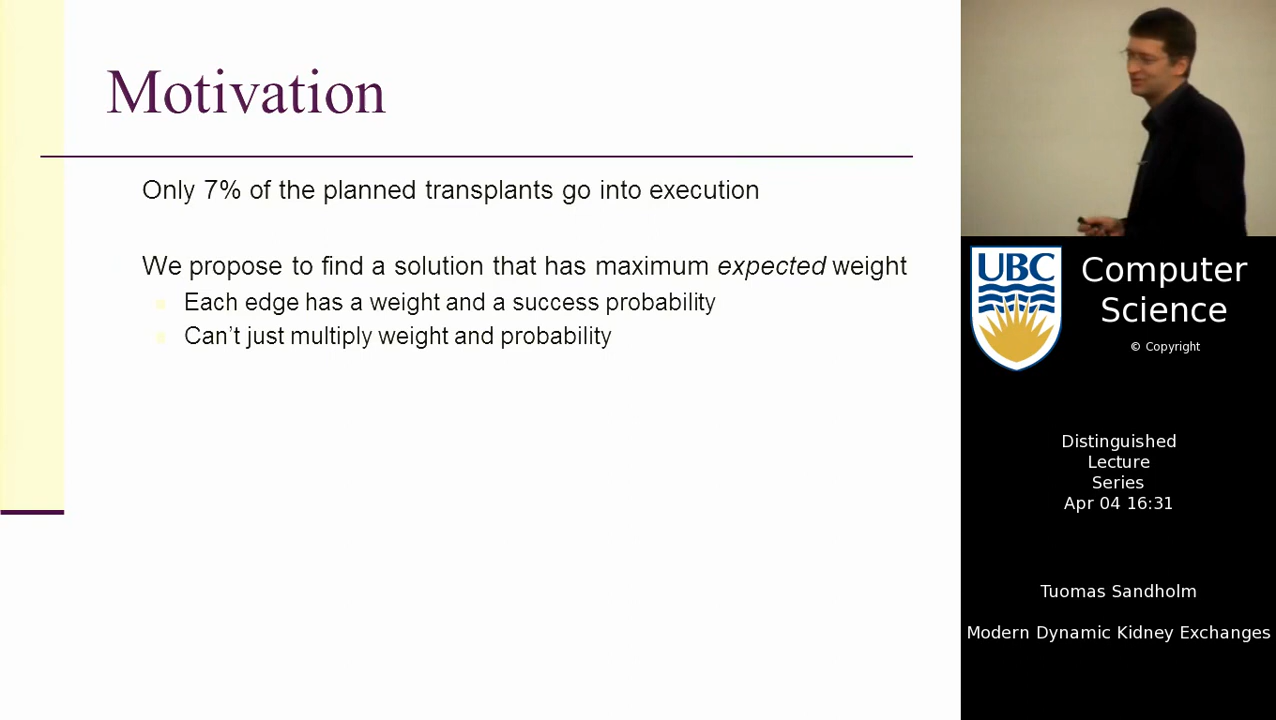 Motivation
Only 7% of the planned transplants go into execution
We propose to find a solution that has maximum expected weight
Each edge has a weight and a success probability
Can't just multiply weight and probability
UBC
Computer
Science
© Copyright
Distinguished
Lecture
Series
Apr 04 16:31
Tuomas Sandholm
Modern Dynamic Kidney Exchanges